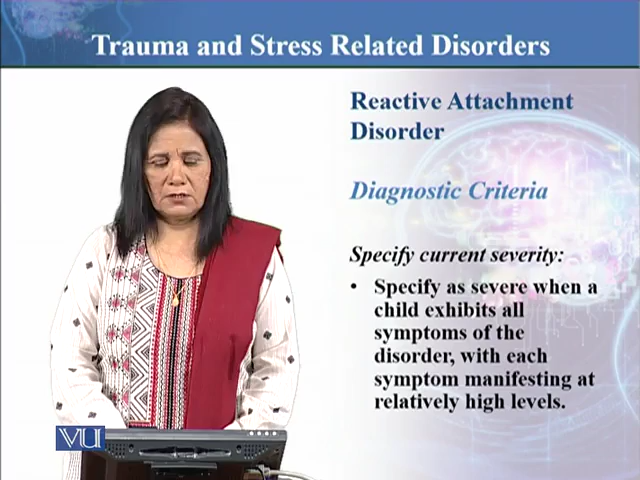 Trauma and Stress Related Disorders
Reactive Attachment
Disorder
Diagnostic Criteria
Specify current severity:
• Specify as severe when a
child exhibits all
symptoms of the
disorder, with each
symptom manifesting at
relatively high levels.
VU